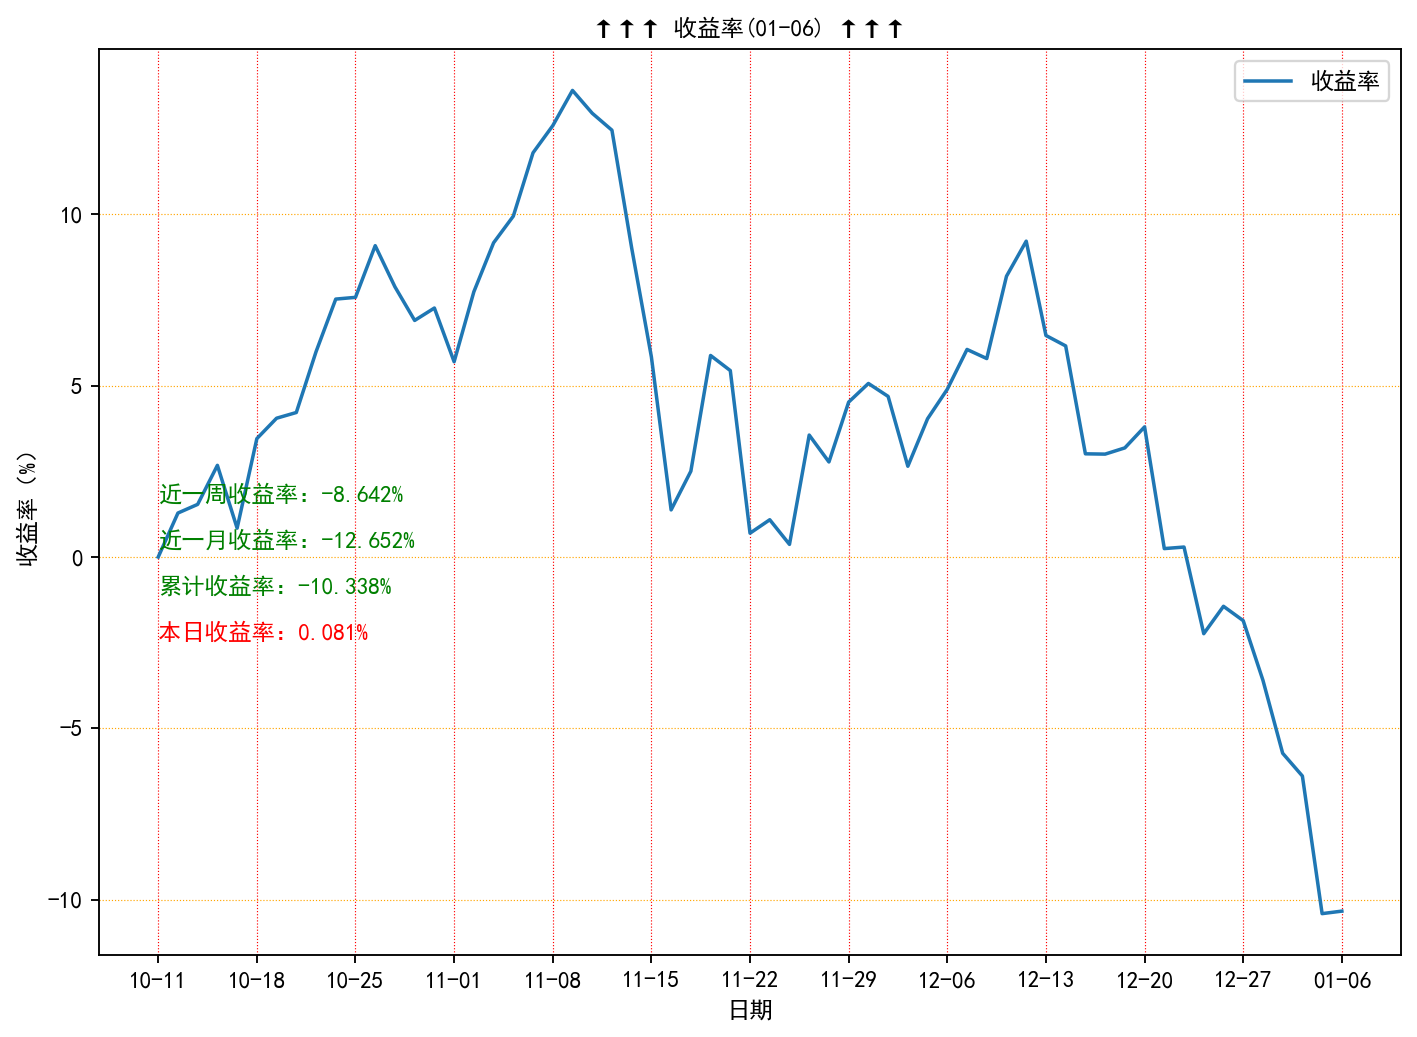 ↑↑↑ 收益率(01-06) ↑↑↑
收益率
收益率 (%)
10
5
0
-5
-10
近一周收益率：-8.642%
近一月收益率：-12.652%
累计收益率：-10.338%
本日收益率：0.081%
10-11 10-18 10-25 11-01 11-08 11-15 11-22 11-29 12-06 12-13 12-20 12-27 01-06
日期